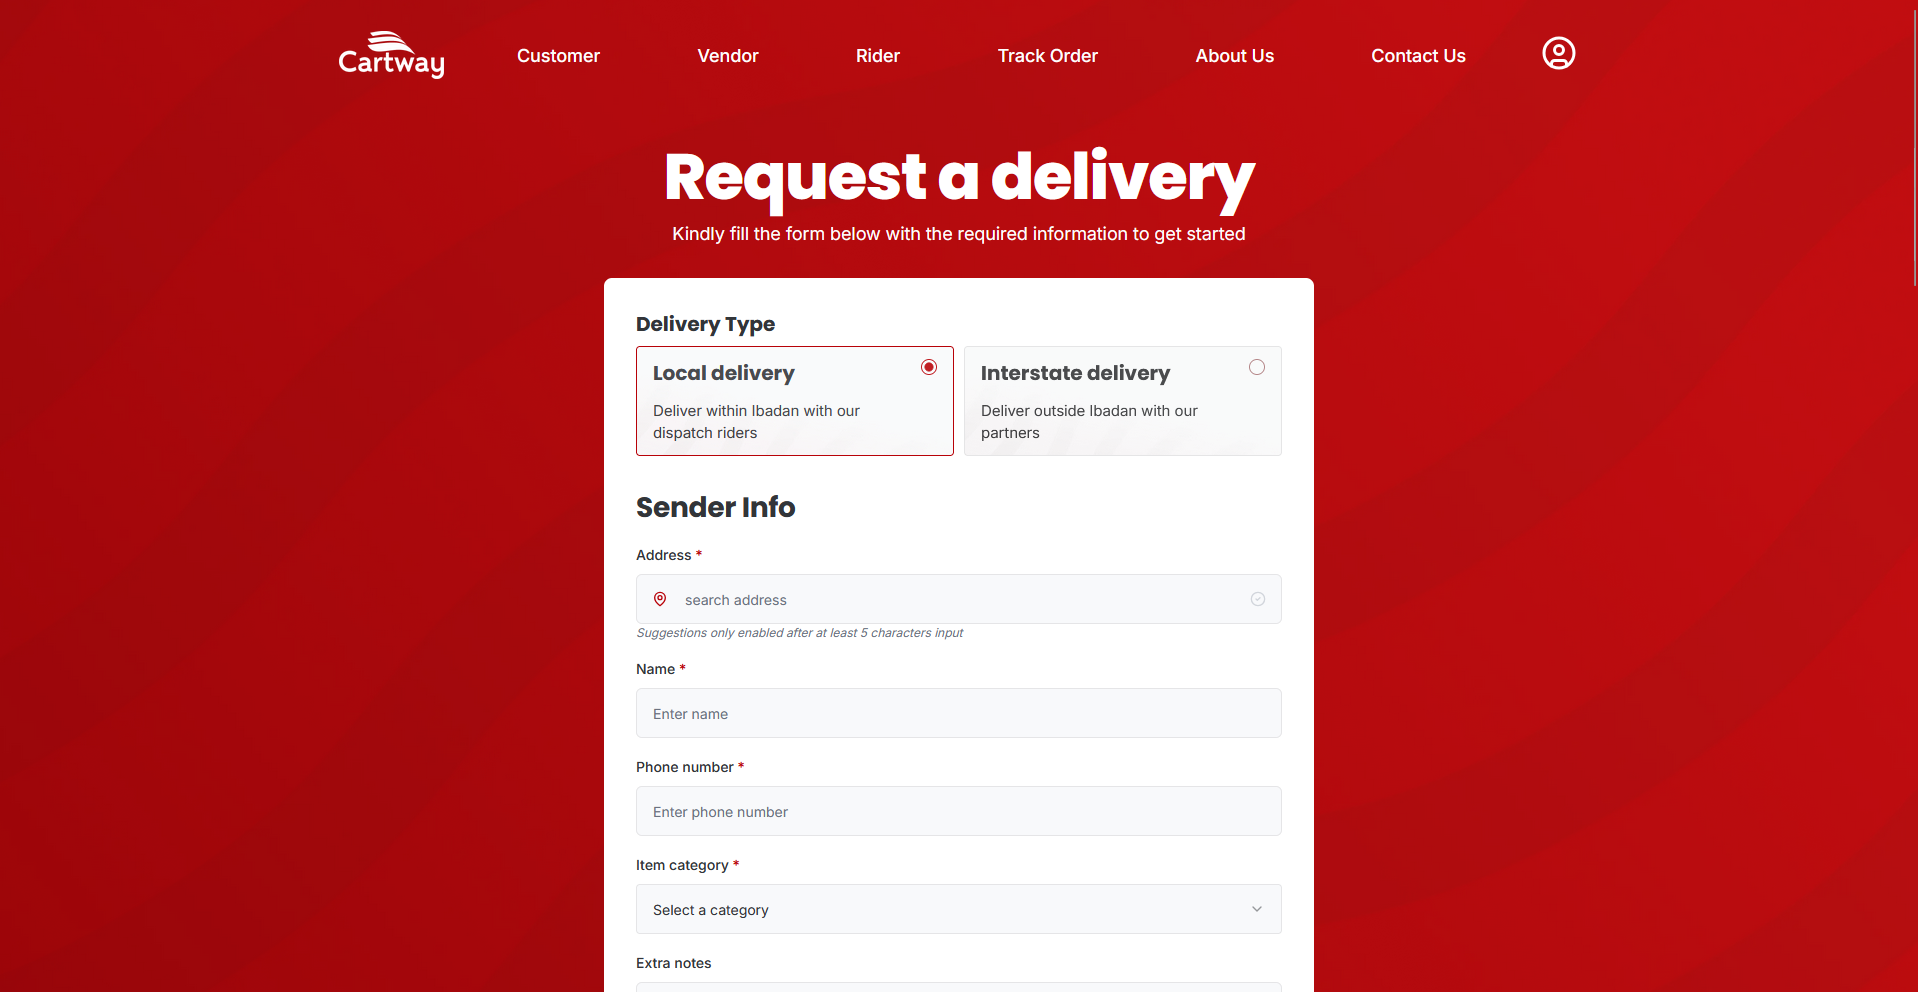 Cartway
Customer
Vendor
Rider
Track Order
About Us
Contact Us
Request a delivery
Kindly fill the form below with the required information to get started
Delivery Type
Local delivery
Deliver within Ibadan with our
dispatch riders
Interstate delivery
Deliver outside Ibadan with our
partners
Sender Info
Address *
search address
Suggestions only enabled after at least 5 characters input
Name *
Enter name
Phone number *
Enter phone number
Item category *
Select a category
Extra notes